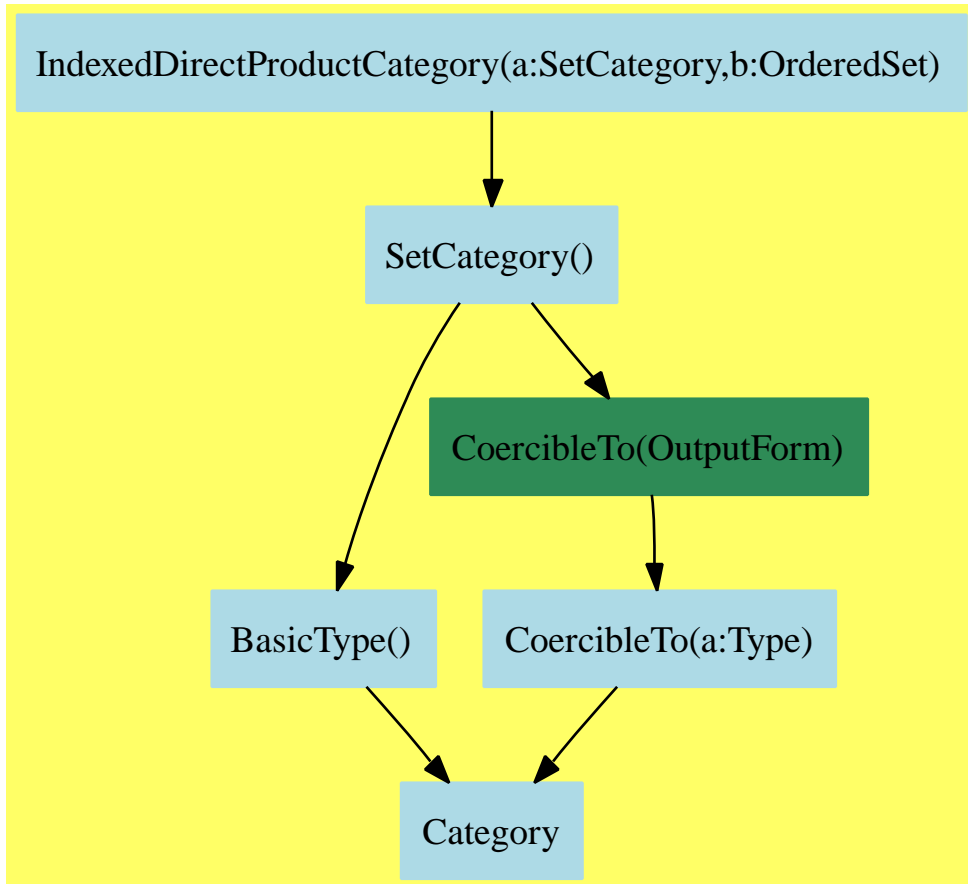 IndexedDirectProductCategory(a:SetCategory,b:OrderedSet)
SetCategory()
CoercibleTo(OutputForm)
BasicType()
CoercibleTo(a:Type)
Category